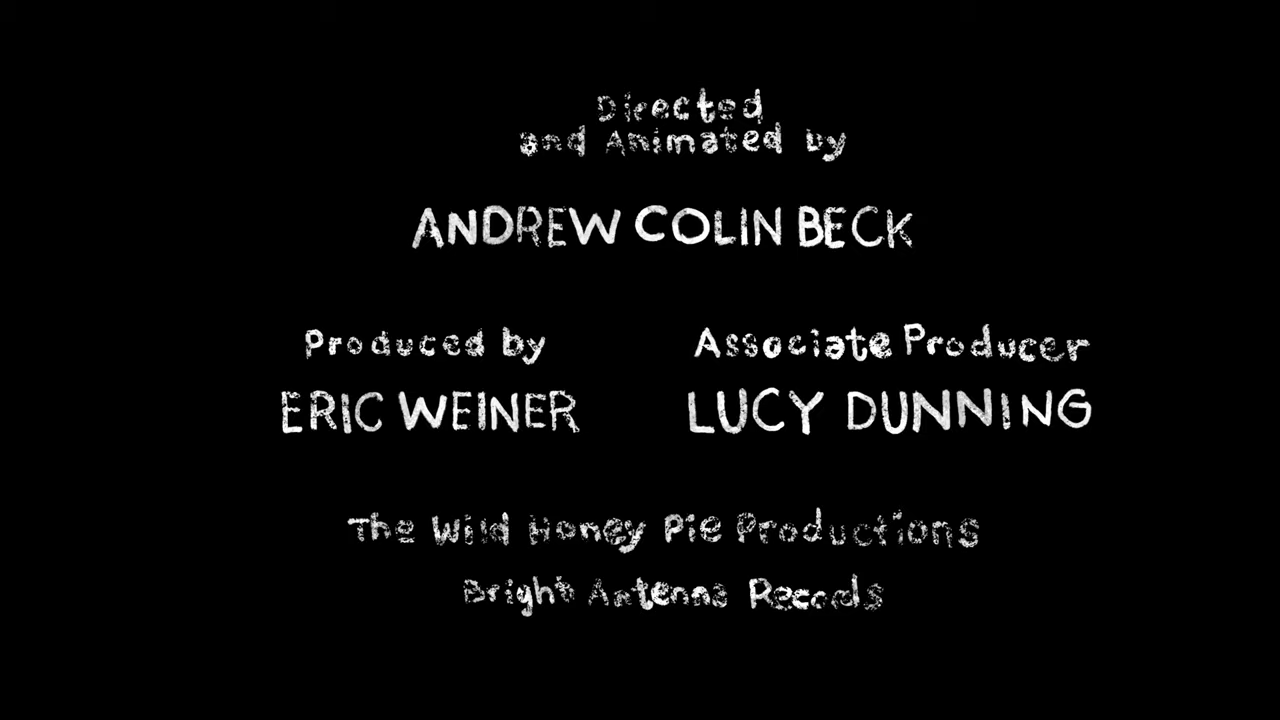 Directed
and Animated by
ANDREW COLIN BECK
Produced by
ERIC WEINER
Associate Producer
LUCY DUNNING
The Wild Honey Pie Productions
Bright Antenna Records